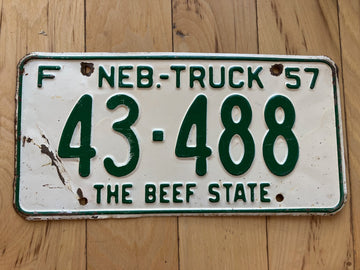 F NEB.-TRUCK 57
43-488
THE BEEF STATE